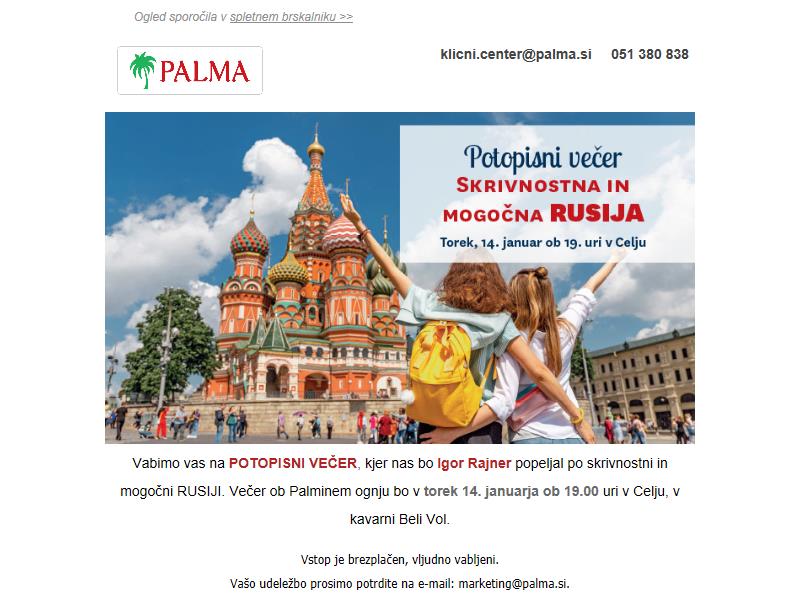 Ogled sporočila v spletnem brskalniku >>
PALMA
klicni.center@palma.si 051 380 838
Potopisni večer
SKRIVNOSTNA IN
MOGOČNA RUSIJA
Torek, 14. januar ob 19. uri v Celju
Vabimo vas na POTOPISNI VEČER, kjer nas bo Igor Rajner popeljal po skrivnostni in
mogočni RUSIJI. Večer ob Palminem ognju bo v torek 14. januarja ob 19.00 uri v Celju, v
kavarni Beli Vol.
Vstop je brezplačen, vljudno vabljeni.
Vašo udeležbo prosimo potrdite na e-mail: marketing@palma.si.